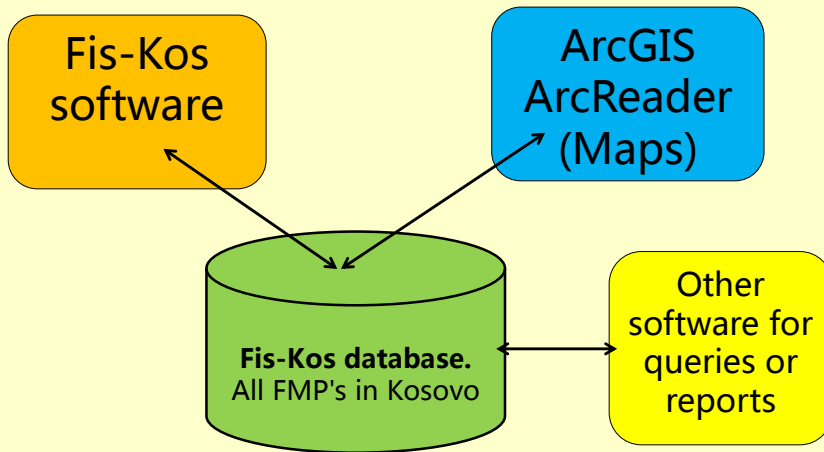 Fis-Kos
software
ArcGIS
ArcReader
(Maps)
Fis-Kos database.
All FMP's in Kosovo
Other
software for
queries or
reports